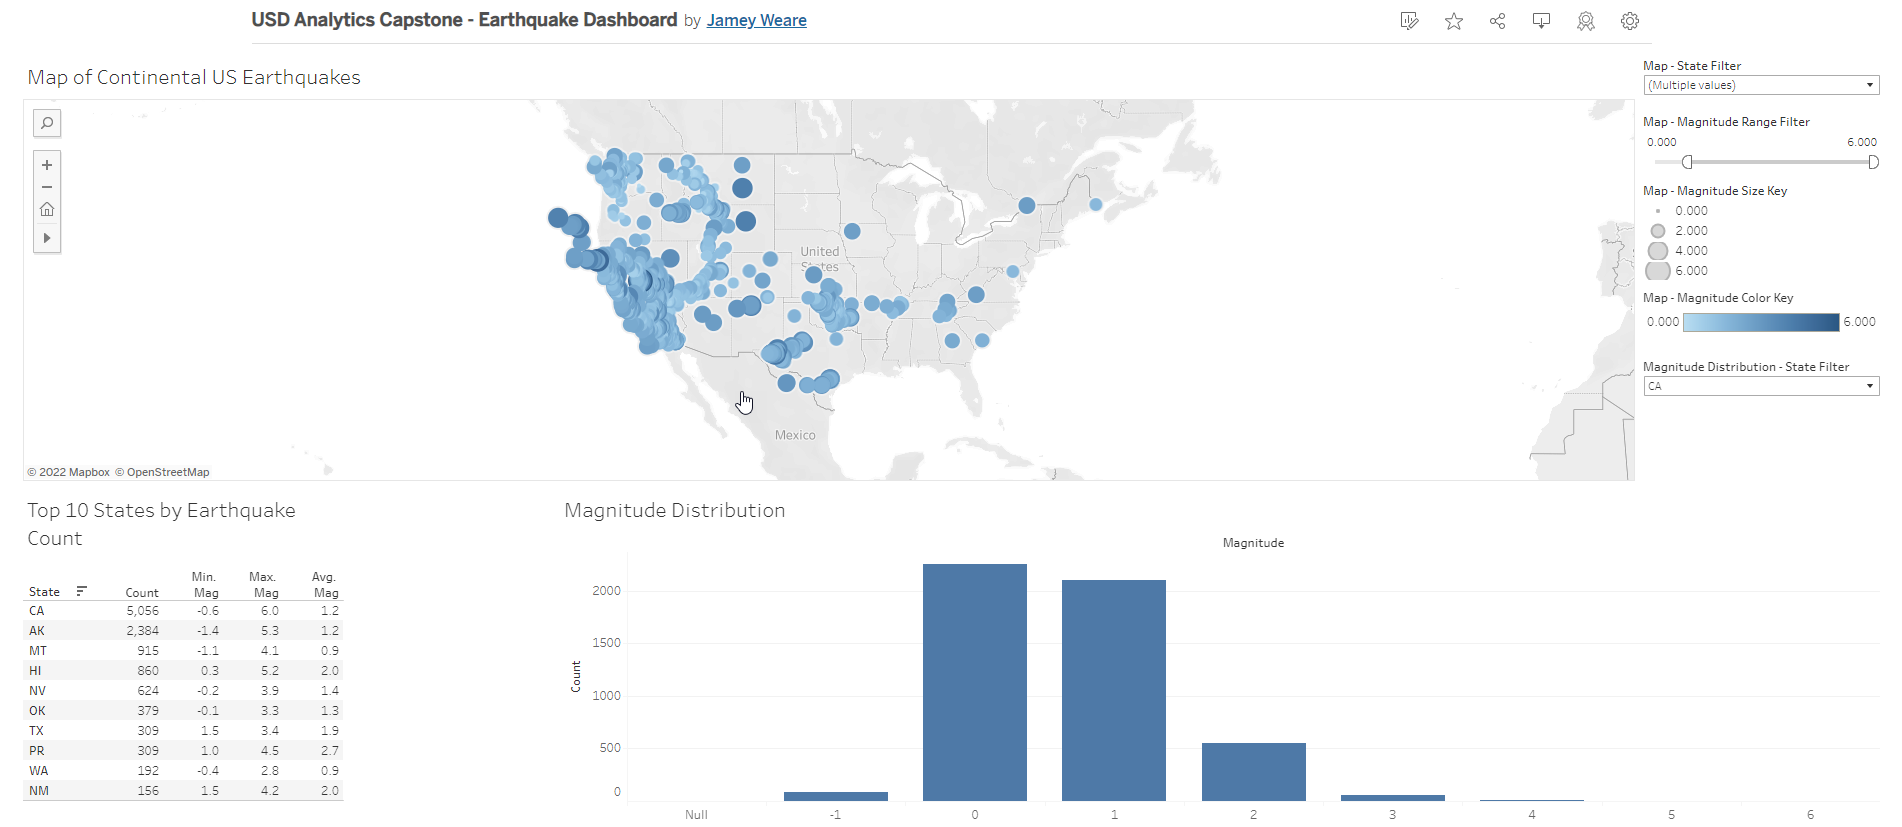 USD Analytics Capstone - Earthquake Dashboard by Jamey Weare
Map of Continental US Earthquakes
United
States
Mexico
© 2022 Mapbox © OpenStreetMap
Map - State Filter
(Multiple values)
Map - Magnitude Range Filter
0.000 6.000
Map - Magnitude Size Key
0.000
2.000
4.000
6.000
Map - Magnitude Color Key
0.000 6.000
Magnitude Distribution - State Filter
CA
Top 10 States by Earthquake
Count
State Count Min. Mag Max. Mag Avg. Mag
CA 5,056 -0.6 6.0 1.2
AK 2,384 -1.4 5.3 1.2
MT 915 -1.1 4.1 0.9
HI 860 0.3 5.2 2.0
NV 624 -0.2 3.9 1.4
OK 379 -0.1 3.3 1.3
TX 309 1.5 3.4 1.9
PR 309 1.0 4.5 2.7
WA 192 -0.4 2.8 0.9
NM 156 1.5 4.2 2.0
Magnitude Distribution
Magnitude
Count
2000
1500
1000
500
0
Null -1 0 1 2 3 4 5 6